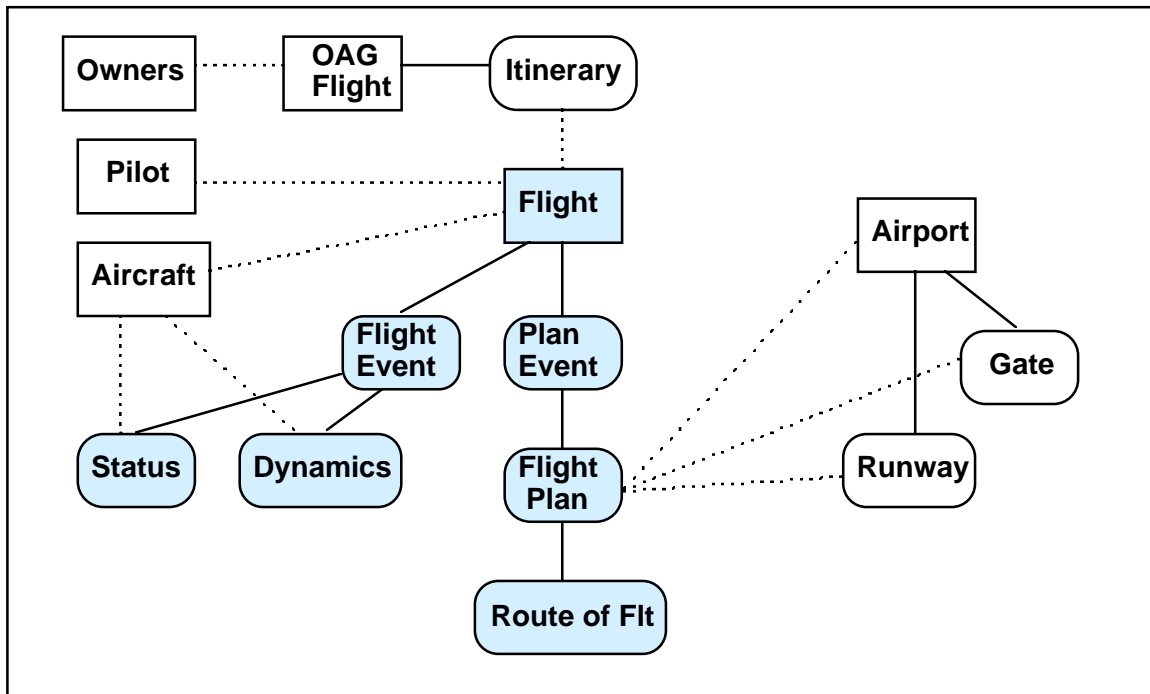 Owners
OAG
Flight
Itinerary
Pilot
Flight
Airport
Aircraft
Flight
Event
Plan
Event
Gate
Status
Dynamics
Flight
Plan
Runway
Route of Flt